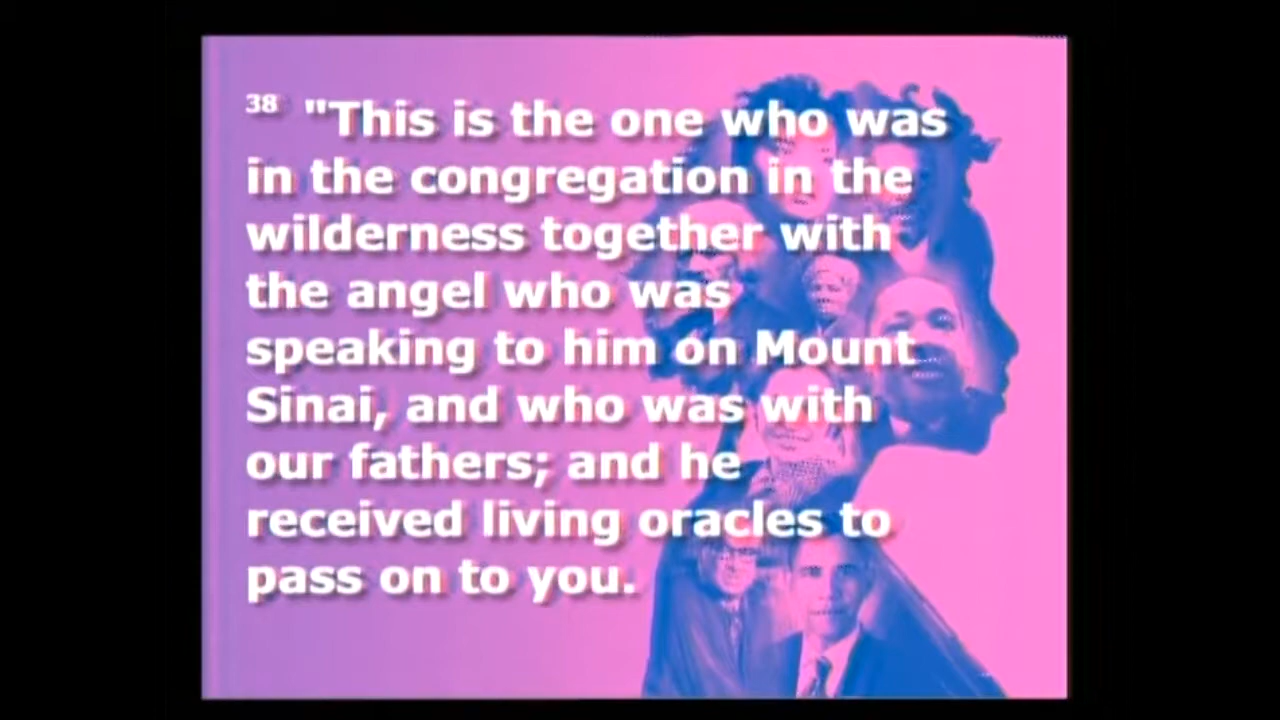 38 "This is the one who was
in the congregation in the
wilderness together with
the angel who was
speaking to him on Mount
Sinai, and who was with
our fathers; and he
received living oracles to
pass on to you.